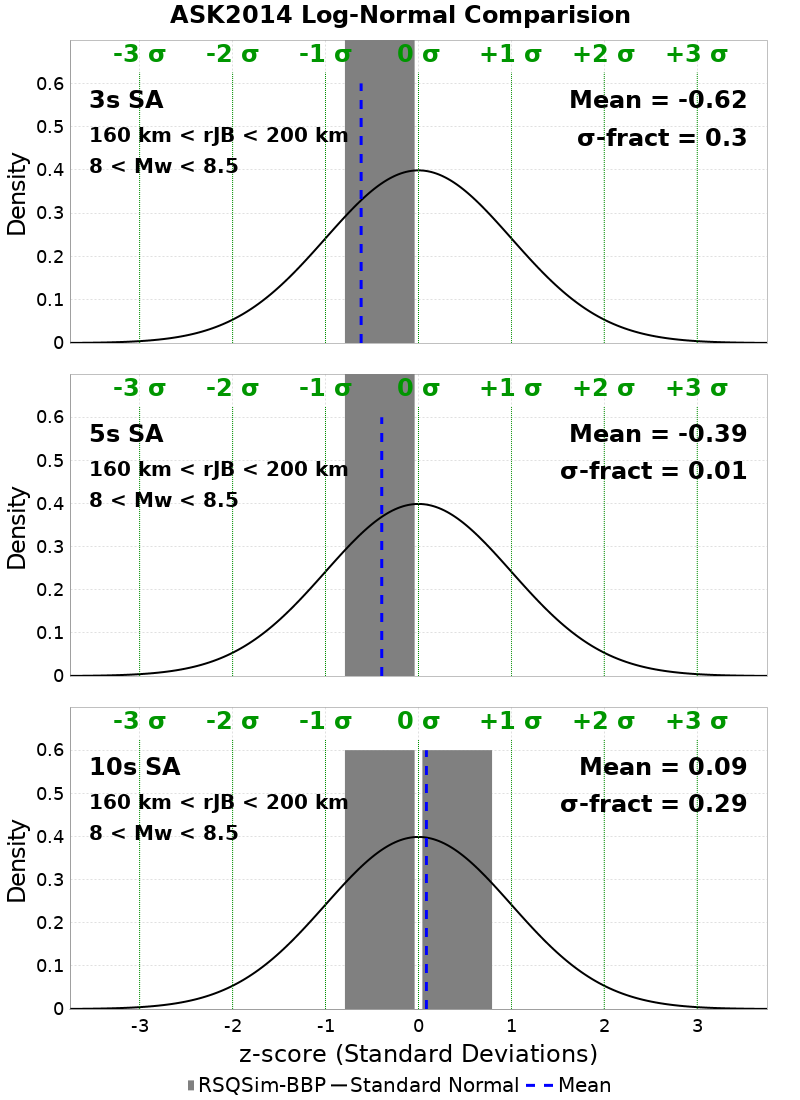 ASK2014 Log-Normal Comparision
-3 σ -2 σ -1 σ 0 σ +1 σ +2 σ +3 σ
3s SA
160 km < rJB < 200 km
8 < Mw < 8.5
Mean = -0.62
σ-fract = 0.3
Density
0.6
0.5
0.4
0.3
0.2
0.1
0
-3 σ -2 σ -1 σ 0 σ +1 σ +2 σ +3 σ
5s SA
160 km < rJB < 200 km
8 < Mw < 8.5
Mean = -0.39
σ-fract = 0.01
Density
0.6
0.5
0.4
0.3
0.2
0.1
0
-3 σ -2 σ -1 σ 0 σ +1 σ +2 σ +3 σ
10s SA
160 km < rJB < 200 km
8 < Mw < 8.5
Mean = 0.09
σ-fract = 0.29
Density
0.6
0.5
0.4
0.3
0.2
0.1
0
-3 -2 -1 0 1 2 3
z-score (Standard Deviations)
RSQSim-BBP Standard Normal Mean